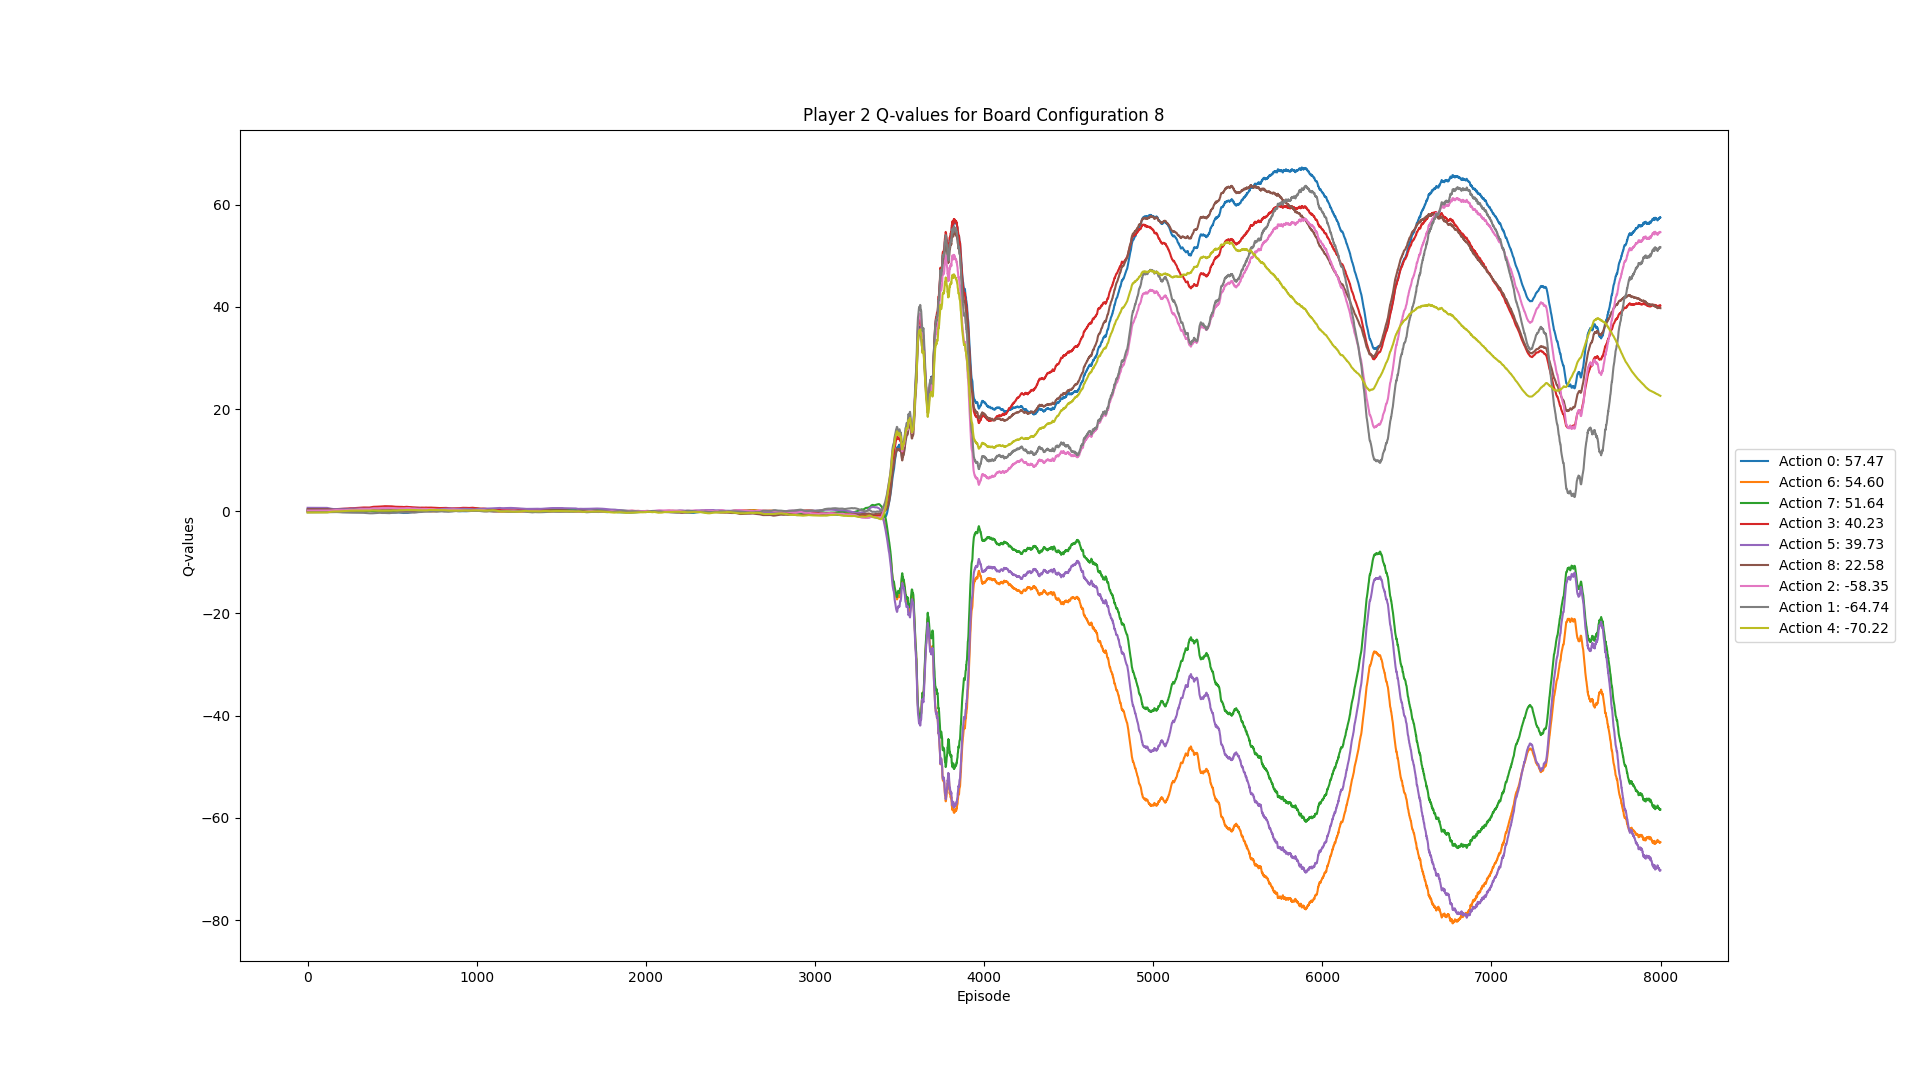 Player 2 Q-values for Board Configuration 8
60
40
20
0
−20
−40
−60
−80
Q-values
0 1000 2000 3000 4000 5000 6000 7000 8000
Episode
Action 0: 57.47
Action 6: 54.60
Action 7: 51.64
Action 3: 40.23
Action 5: 39.73
Action 8: 22.58
Action 2: -58.35
Action 1: -64.74
Action 4: -70.22